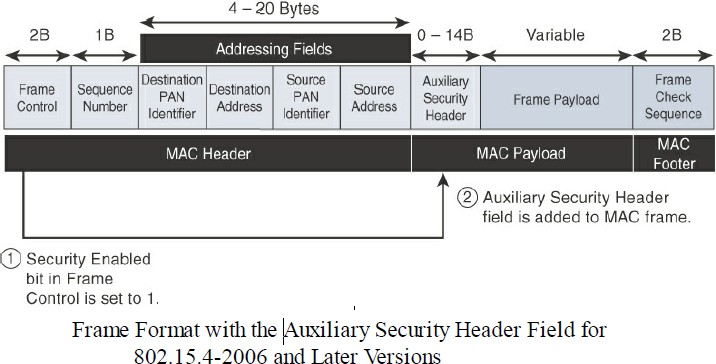 4 – 20 Bytes
2B 1B Addressing Fields 0 – 14B Variable 2B
Frame Control
Sequence Number
Destination PAN Identifier
Destination Address
Source PAN Identifier
Source Address
Auxiliary Security Header
Frame Payload
Frame Check Sequence
MAC Header
MAC Payload
MAC Footer
② Auxiliary Security Header
field is added to MAC frame.
① Security Enabled
bit in Frame
Control is set to 1.
Frame Format with the Auxiliary Security Header Field for
802.15.4-2006 and Later Versions